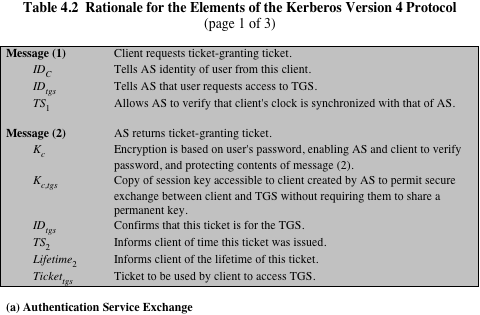 Table 4.2 Rationale for the Elements of the Kerberos Version 4 Protocol
(page 1 of 3)
Message (1) Client requests ticket-granting ticket.
ID_C Tells AS identity of user from this client.
ID_tgs Tells AS that user requests access to TGS.
TS_1 Allows AS to verify that client's clock is synchronized with that of AS.
Message (2) AS returns ticket-granting ticket.
K_c Encryption is based on user's password, enabling AS and client to verify
password, and protecting contents of message (2).
K_c,tgs Copy of session key accessible to client created by AS to permit secure
exchange between client and TGS without requiring them to share a
permanent key.
ID_tgs Confirms that this ticket is for the TGS.
TS_2 Informs client of time this ticket was issued.
Lifetime_2 Informs client of the lifetime of this ticket.
Ticket_tgs Ticket to be used by client to access TGS.
(a) Authentication Service Exchange